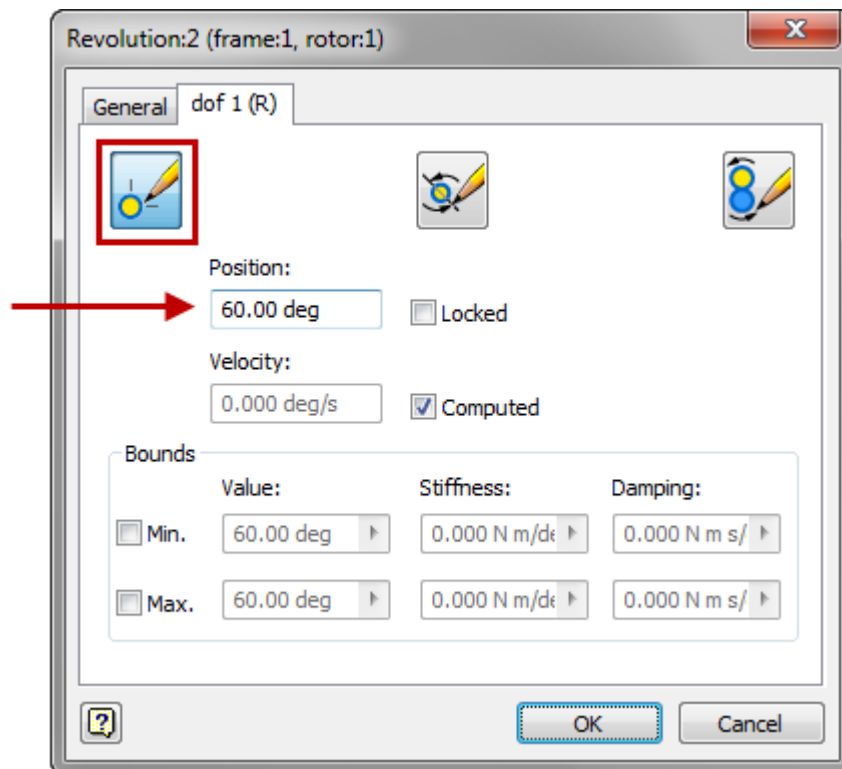 Revolution:2 (frame:1, rotor:1)
General dof 1 (R)
Position:
60.00 deg Locked
Velocity:
0.000 deg/s Computed
Bounds
Value: Stiffness: Damping:
Min. 60.00 deg 0.000 N m/de 0.000 N m s/
Max. 60.00 deg 0.000 N m/de 0.000 N m s/
? OK Cancel